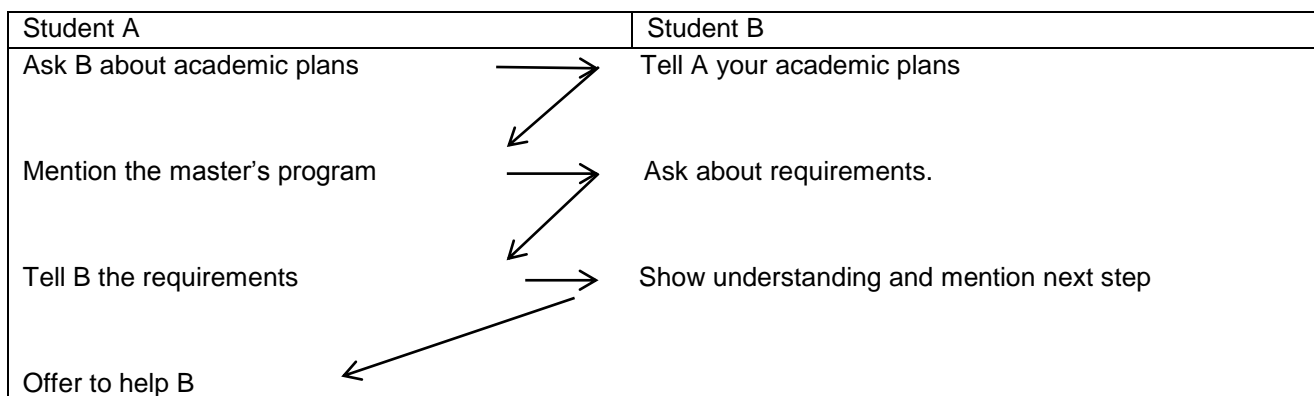 Student A Student B
Ask B about academic plans Tell A your academic plans
Mention the master’s program Ask about requirements.
Tell B the requirements Show understanding and mention next step
Offer to help B